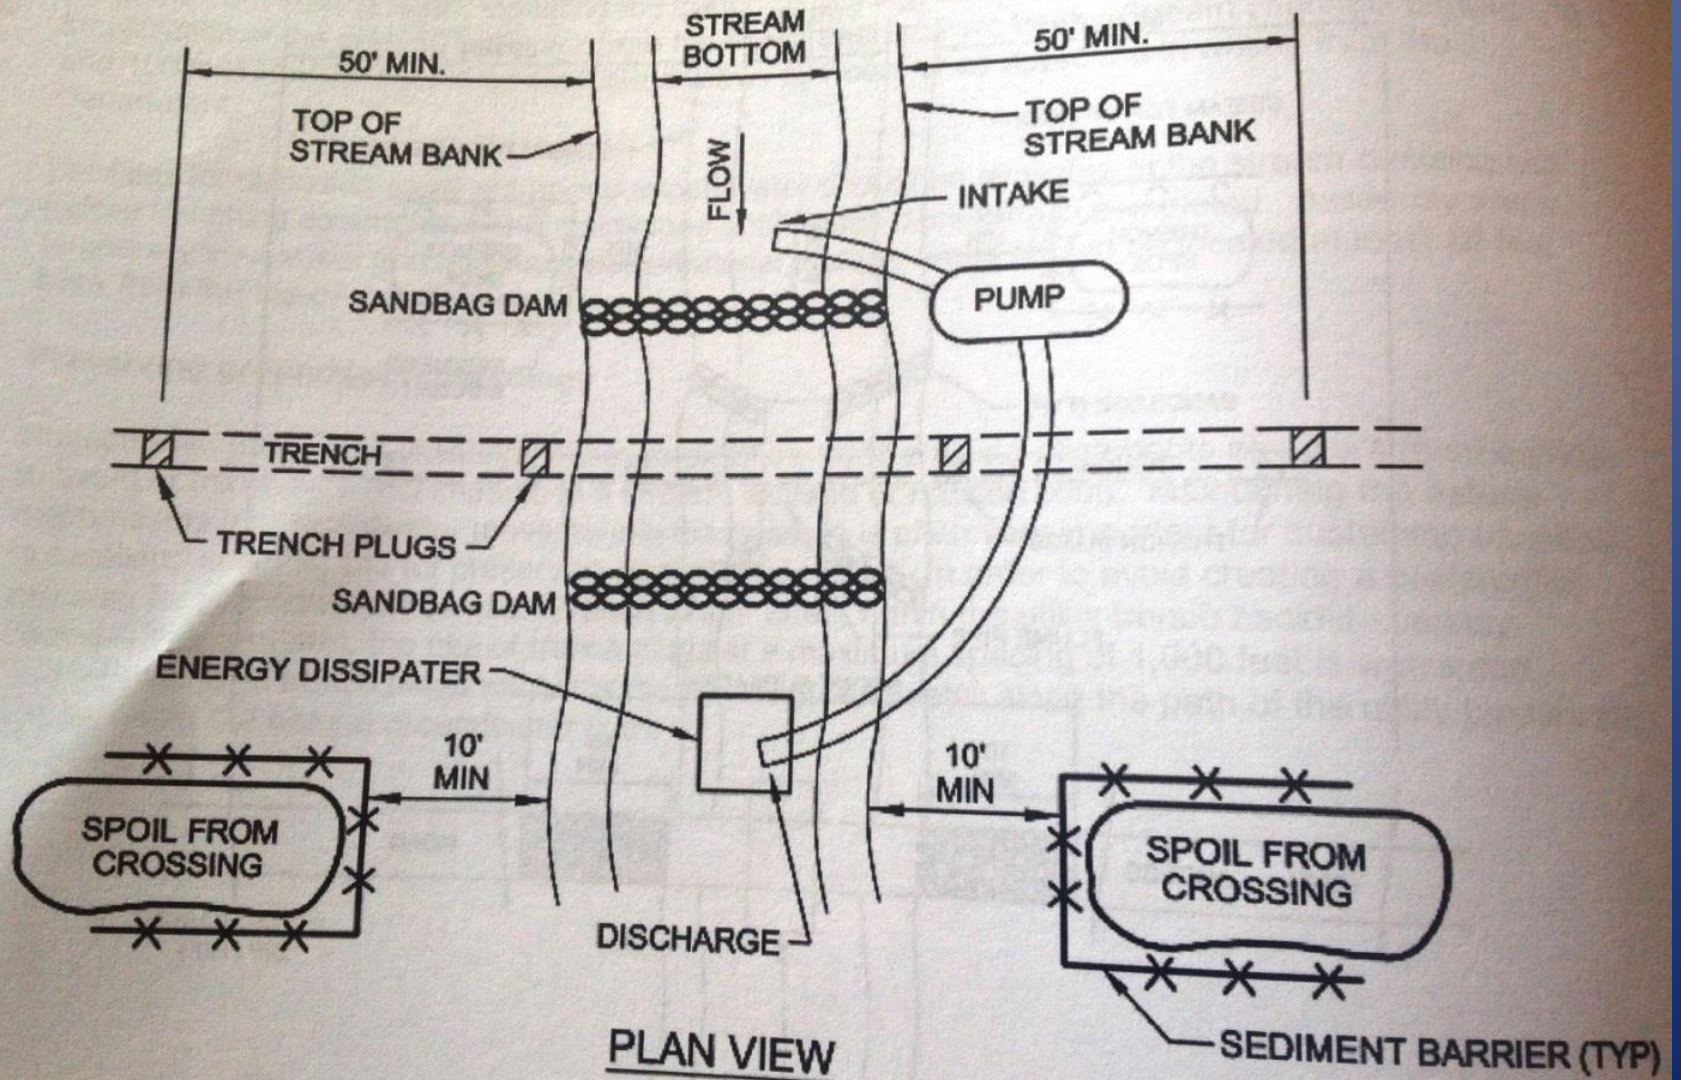 STREAM
BOTTOM
50' MIN.
50' MIN.
TOP OF
STREAM BANK
TOP OF
STREAM BANK
FLOW
INTAKE
SANDBAG DAM
PUMP
TRENCH
TRENCH PLUGS
SANDBAG DAM
ENERGY DISSIPATER
10'
MIN
10'
MIN
SPOIL FROM
CROSSING
SPOIL FROM
CROSSING
DISCHARGE
PLAN VIEW
SEDIMENT BARRIER (TYP)